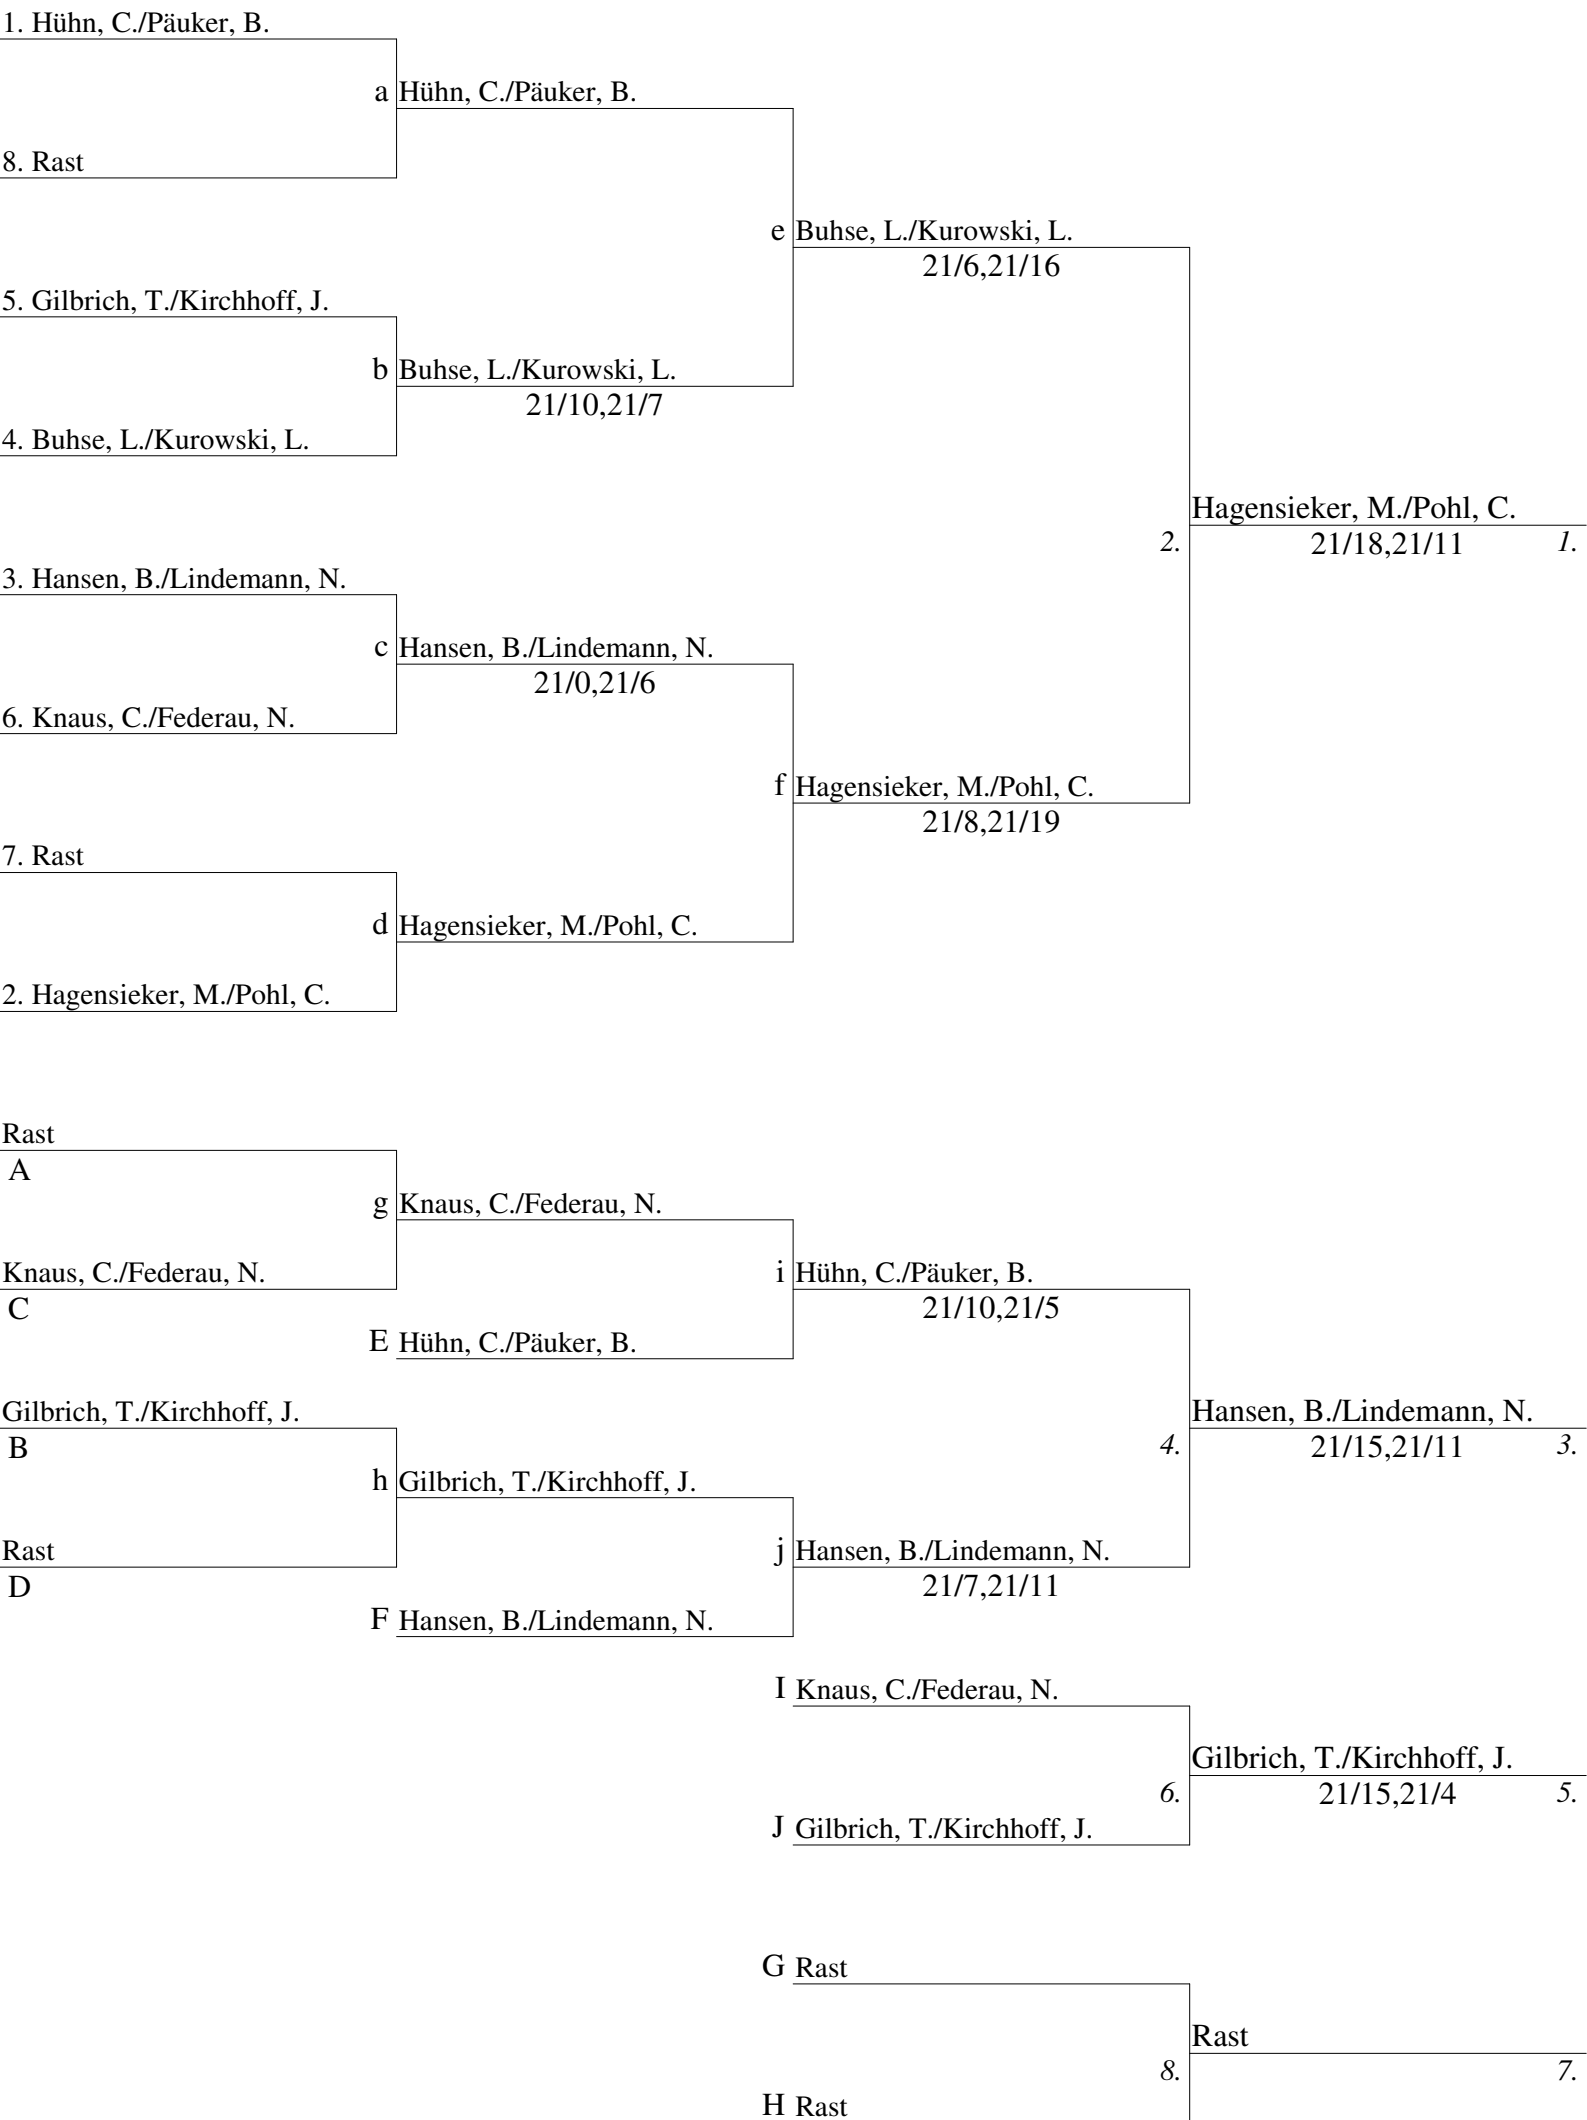 1. Hühn, C./Päuker, B.
a Hühn, C./Päuker, B.
8. Rast
e Buhse, L./Kurowski, L.
21/6,21/16
5. Gilbrich, T./Kirchhoff, J.
b Buhse, L./Kurowski, L.
21/10,21/7
4. Buhse, L./Kurowski, L.
Hagensieker, M./Pohl, C.
2. 21/18,21/11 1.
3. Hansen, B./Lindemann, N.
c Hansen, B./Lindemann, N.
21/0,21/6
6. Knaus, C./Federau, N.
f Hagensieker, M./Pohl, C.
21/8,21/19
7. Rast
d Hagensieker, M./Pohl, C.
2. Hagensieker, M./Pohl, C.
Rast
A
g Knaus, C./Federau, N.
Knaus, C./Federau, N. i Hühn, C./Päuker, B.
C 21/10,21/5
E Hühn, C./Päuker, B.
Gilbrich, T./Kirchhoff, J. Hansen, B./Lindemann, N.
B 4. 21/15,21/11 3.
h Gilbrich, T./Kirchhoff, J.
Rast j Hansen, B./Lindemann, N.
D 21/7,21/11
F Hansen, B./Lindemann, N.
I Knaus, C./Federau, N.
Gilbrich, T./Kirchhoff, J.
6. 21/15,21/4 5.
J Gilbrich, T./Kirchhoff, J.
G Rast
Rast
8. 7.
H Rast